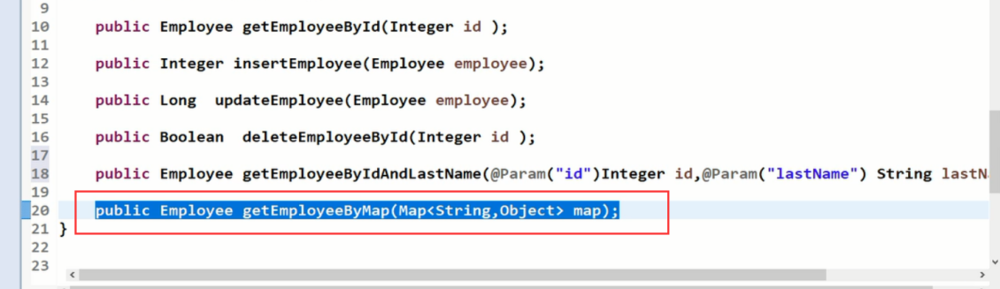 9
10 public Employee getEmployeeById(Integer id );
11
12 public Integer insertEmployee(Employee employee);
13
14 public Long  updateEmployee(Employee employee);
15
16 public Boolean  deleteEmployeeById(Integer id );
17
18 public Employee getEmployeeByIdAndLastName(@Param("id")Integer id,@Param("lastName") String lastN
19
20 public Employee getEmployeeByMap(Map<String,Object> map);
21 }
22
23